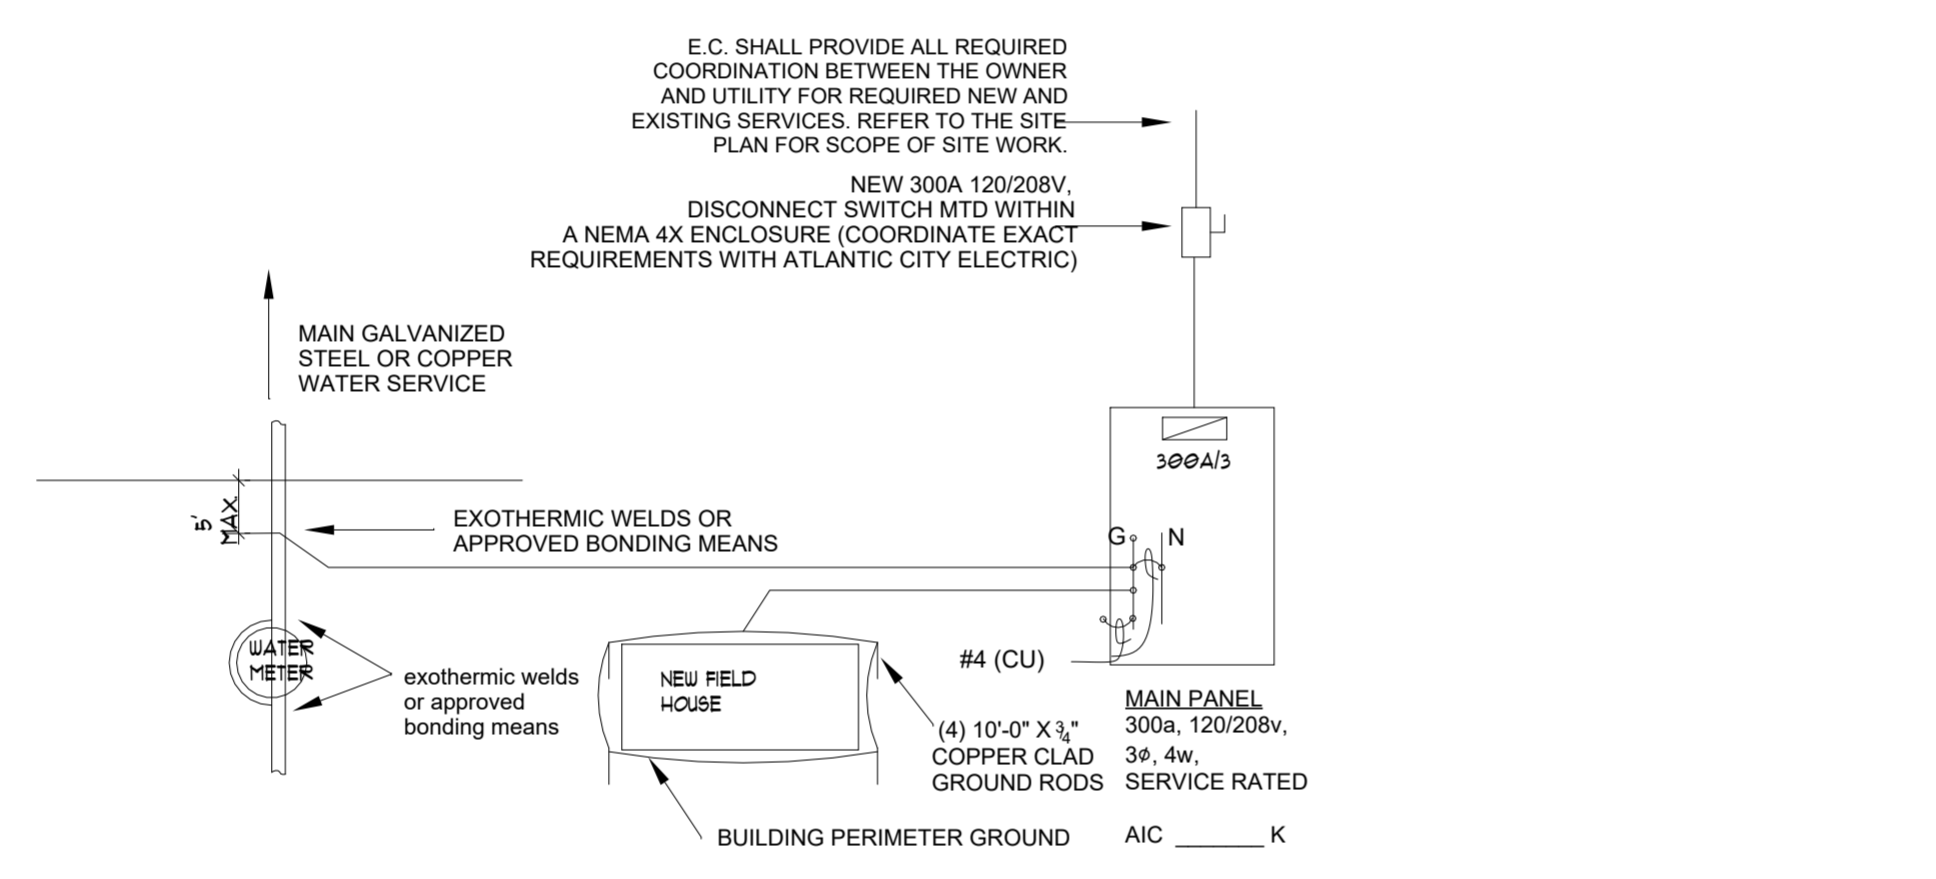 E.C. SHALL PROVIDE ALL REQUIRED
COORDINATION BETWEEN THE OWNER
AND UTILITY FOR REQUIRED NEW AND
EXISTING SERVICES. REFER TO THE SITE
PLAN FOR SCOPE OF SITE WORK.
NEW 300A 120/208V,
DISCONNECT SWITCH MTD WITHIN
A NEMA 4X ENCLOSURE (COORDINATE EXACT
REQUIREMENTS WITH ATLANTIC CITY ELECTRIC)
MAIN GALVANIZED
STEEL OR COPPER
WATER SERVICE
300A/3
5'
MAX.
EXOTHERMIC WELDS OR
APPROVED BONDING MEANS
G N
WATER
METER
exothermic welds
or approved
bonding means
NEW FIELD
HOUSE
#4 (CU)
(4) 10'-0" X ¾"
COPPER CLAD
GROUND RODS
BUILDING PERIMETER GROUND
MAIN PANEL
300a, 120/208v,
3ø, 4w,
SERVICE RATED
AIC _______ K